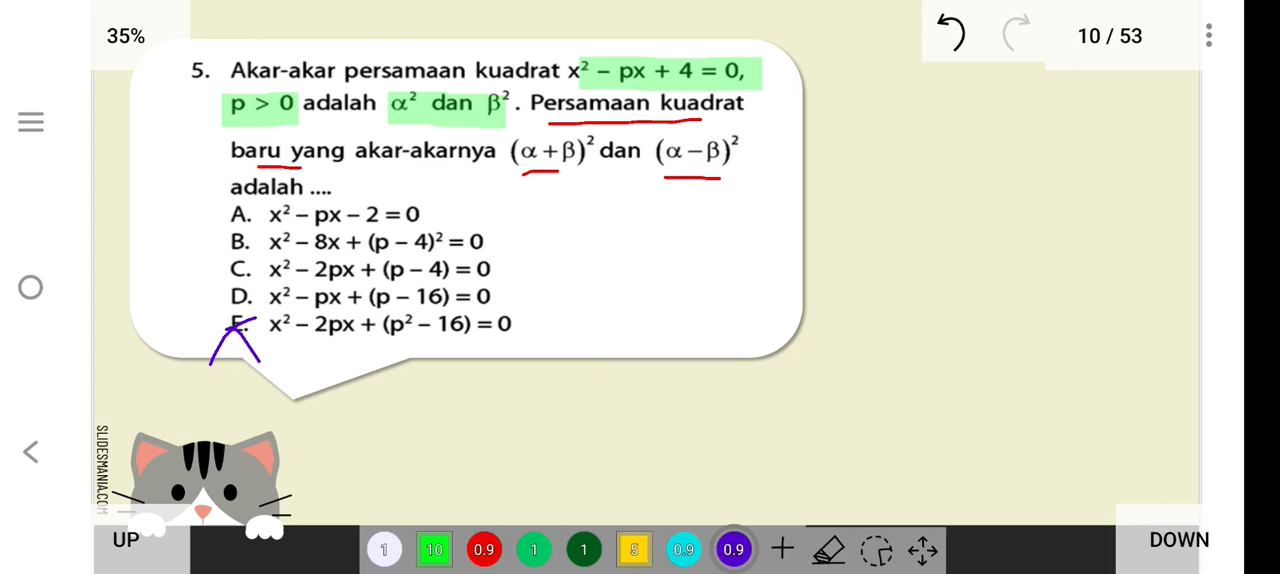 35%
10 / 53
5. Akar-akar persamaan kuadrat x² − px + 4 = 0,
p > 0 adalah α² dan β². Persamaan kuadrat
baru yang akar-akarnya (α + β)² dan (α − β)²
adalah ....
A. x² − px − 2 = 0
B. x² − 8x + (p − 4)² = 0
C. x² − 2px + (p − 4) = 0
D. x² − px + (p − 16) = 0
E. x² − 2px + (p² − 16) = 0
SLIDESMANIA.COM
UP
1 10 0.9 1 1 5 0.9 0.9
DOWN